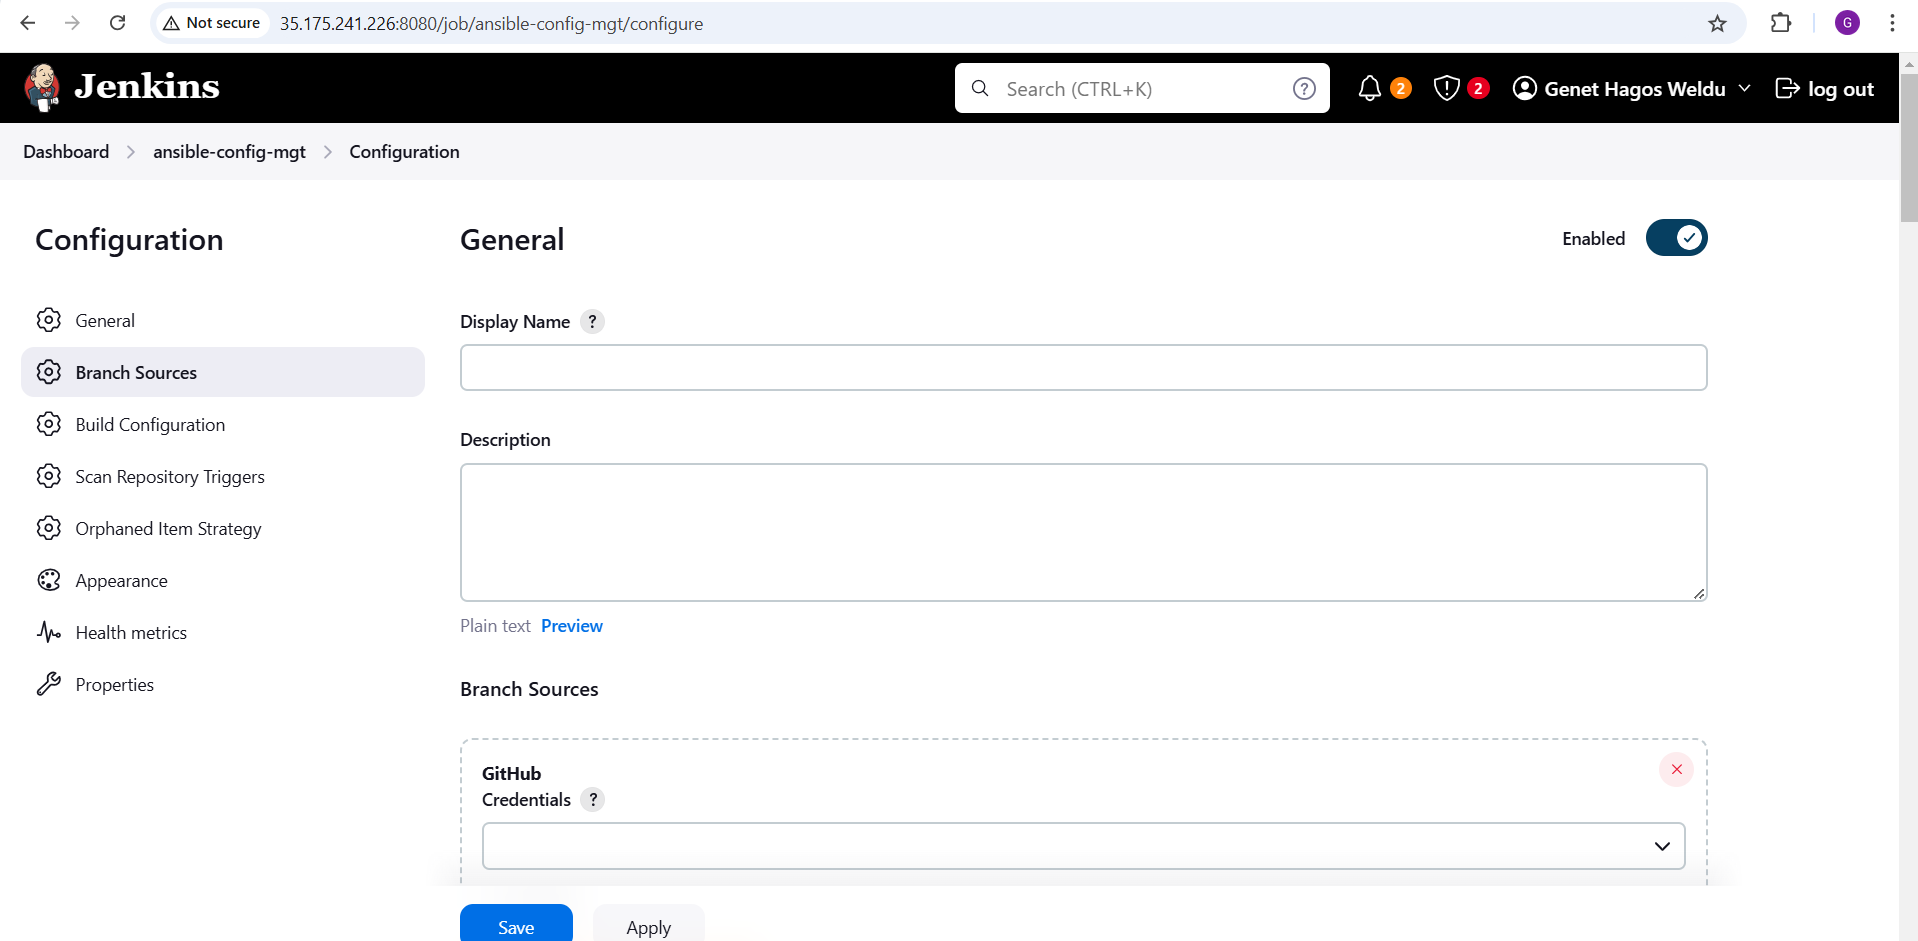 Not secure 35.175.241.226:8080/job/ansible-config-mgt/configure G
Jenkins Search (CTRL+K) ? 2 2 Genet Hagos Weldu log out
Dashboard > ansible-config-mgt > Configuration
Configuration
General
Branch Sources
Build Configuration
Scan Repository Triggers
Orphaned Item Strategy
Appearance
Health metrics
Properties
General Enabled
Display Name ?
Description
Plain text Preview
Branch Sources
GitHub
Credentials ?
Save Apply